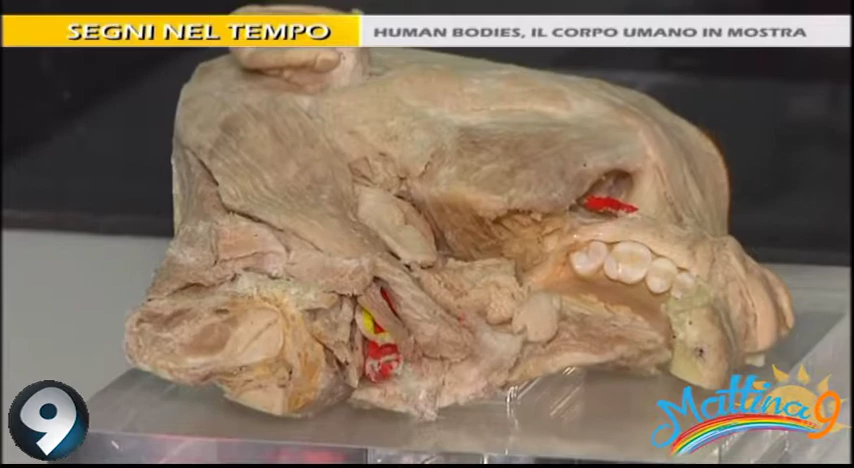 SEGNI NEL TEMPO
HUMAN BODIES, IL CORPO UMANO IN MOSTRA
9
Mattina 9